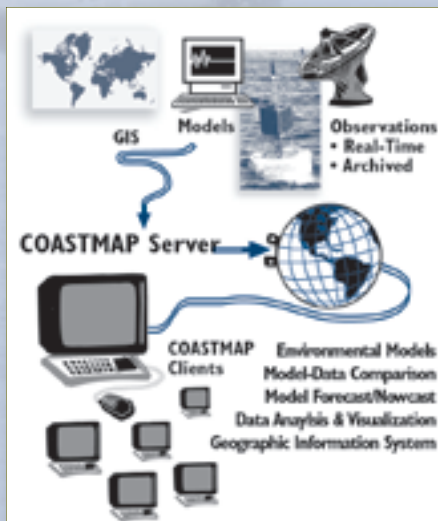 GIS
Models
Observations
• Real-Time
• Archived
COASTMAP Server
COASTMAP
Clients
Environmental Models
Model-Data Comparison
Model Forecast/Nowcast
Data Anaylsis & Visualization
Geographic Information System